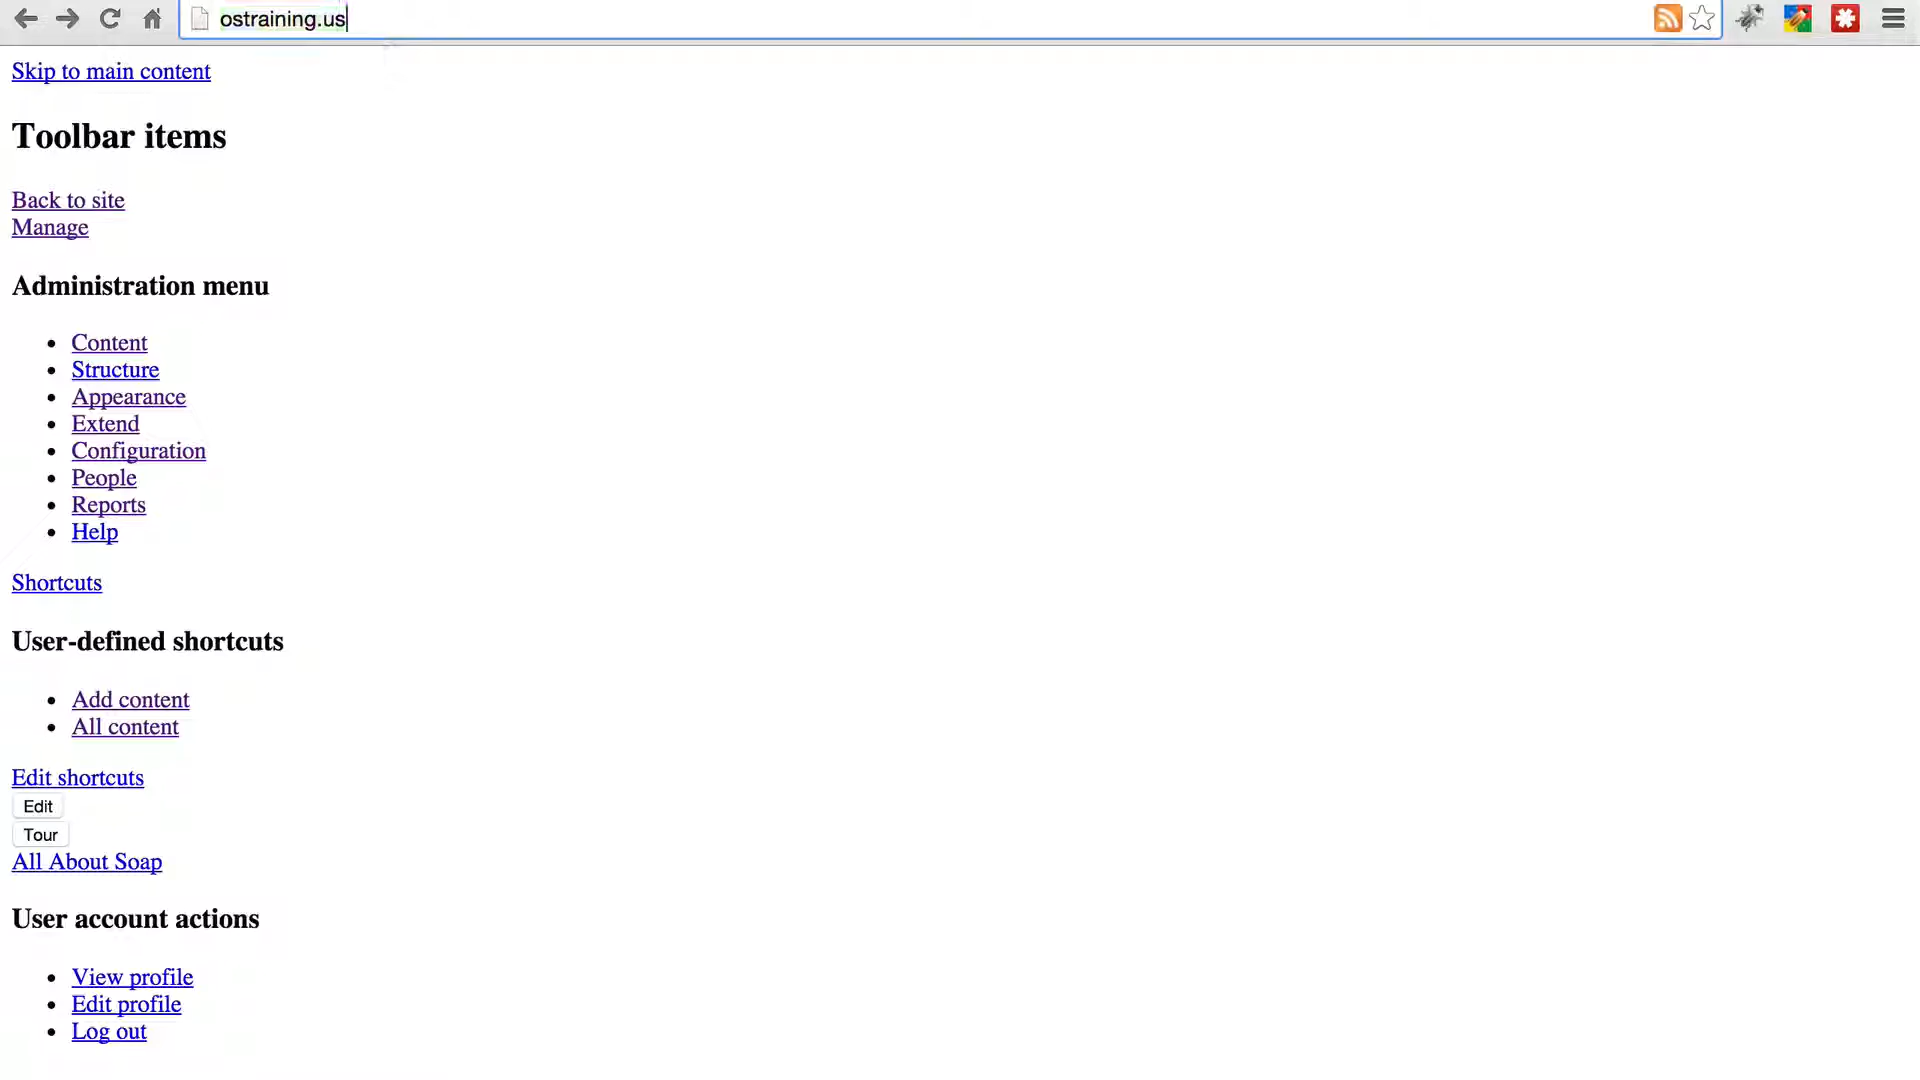 ostraining.us
Skip to main content
Toolbar items
Back to site
Manage
Administration menu
Content
Structure
Appearance
Extend
Configuration
People
Reports
Help
Shortcuts
User-defined shortcuts
Add content
All content
Edit shortcuts
Edit
Tour
All About Soap
User account actions
View profile
Edit profile
Log out